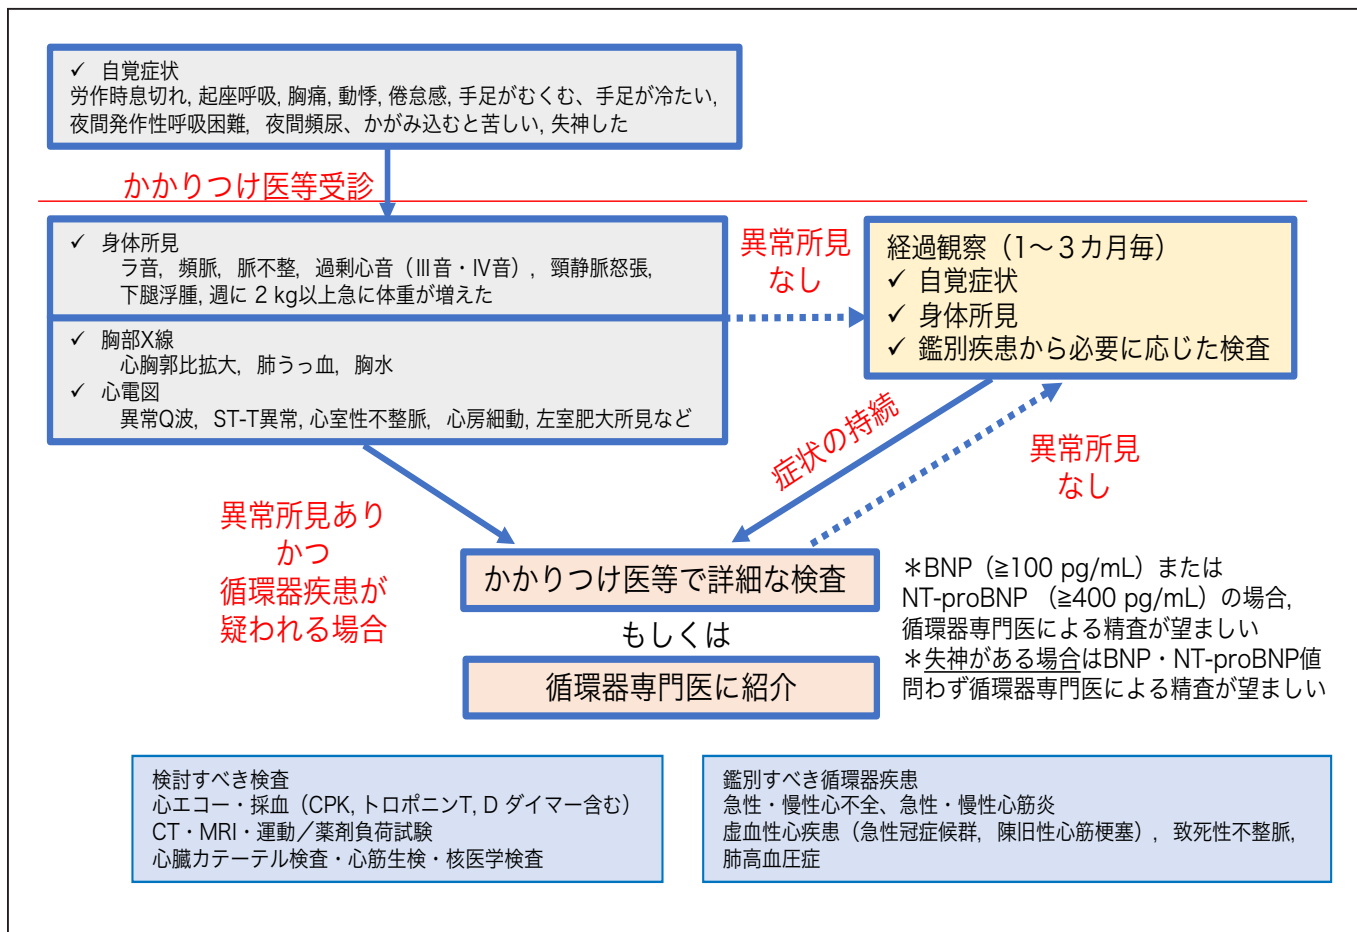 ✓ 自覚症状
労作時息切れ, 起座呼吸, 胸痛, 動悸, 倦怠感, 手足がむくむ、手足が冷たい,
夜間発作性呼吸困難, 夜間頻尿、かがみ込むと苦しい, 失神した
かかりつけ医等受診
✓ 身体所見
ラ音, 頻脈, 脈不整, 過剰心音（Ⅲ音・Ⅳ音）, 頸静脈怒張,
下腿浮腫, 週に 2 kg以上急に体重が増えた
✓ 胸部X線
心胸郭比拡大, 肺うっ血, 胸水
✓ 心電図
異常Q波, ST-T異常, 心室性不整脈, 心房細動, 左室肥大所見など
異常所見
なし
経過観察（1～３カ月毎）
✓ 自覚症状
✓ 身体所見
✓ 鑑別疾患から必要に応じた検査
症状の持続
異常所見
なし
異常所見あり
かつ
循環器疾患が
疑われる場合
かかりつけ医等で詳細な検査
もしくは
循環器専門医に紹介
＊BNP（≧100 pg/mL）または
NT-proBNP （≧400 pg/mL）の場合,
循環器専門医による精査が望ましい
＊失神がある場合はBNP・NT-proBNP値
問わず循環器専門医による精査が望ましい
検討すべき検査
心エコー・採血（CPK, トロポニンT, D ダイマー含む）
CT・MRI・運動／薬剤負荷試験
心臓カテーテル検査・心筋生検・核医学検査
鑑別すべき循環器疾患
急性・慢性心不全、急性・慢性心筋炎
虚血性心疾患（急性冠症候群, 陳旧性心筋梗塞）, 致死性不整脈,
肺高血圧症